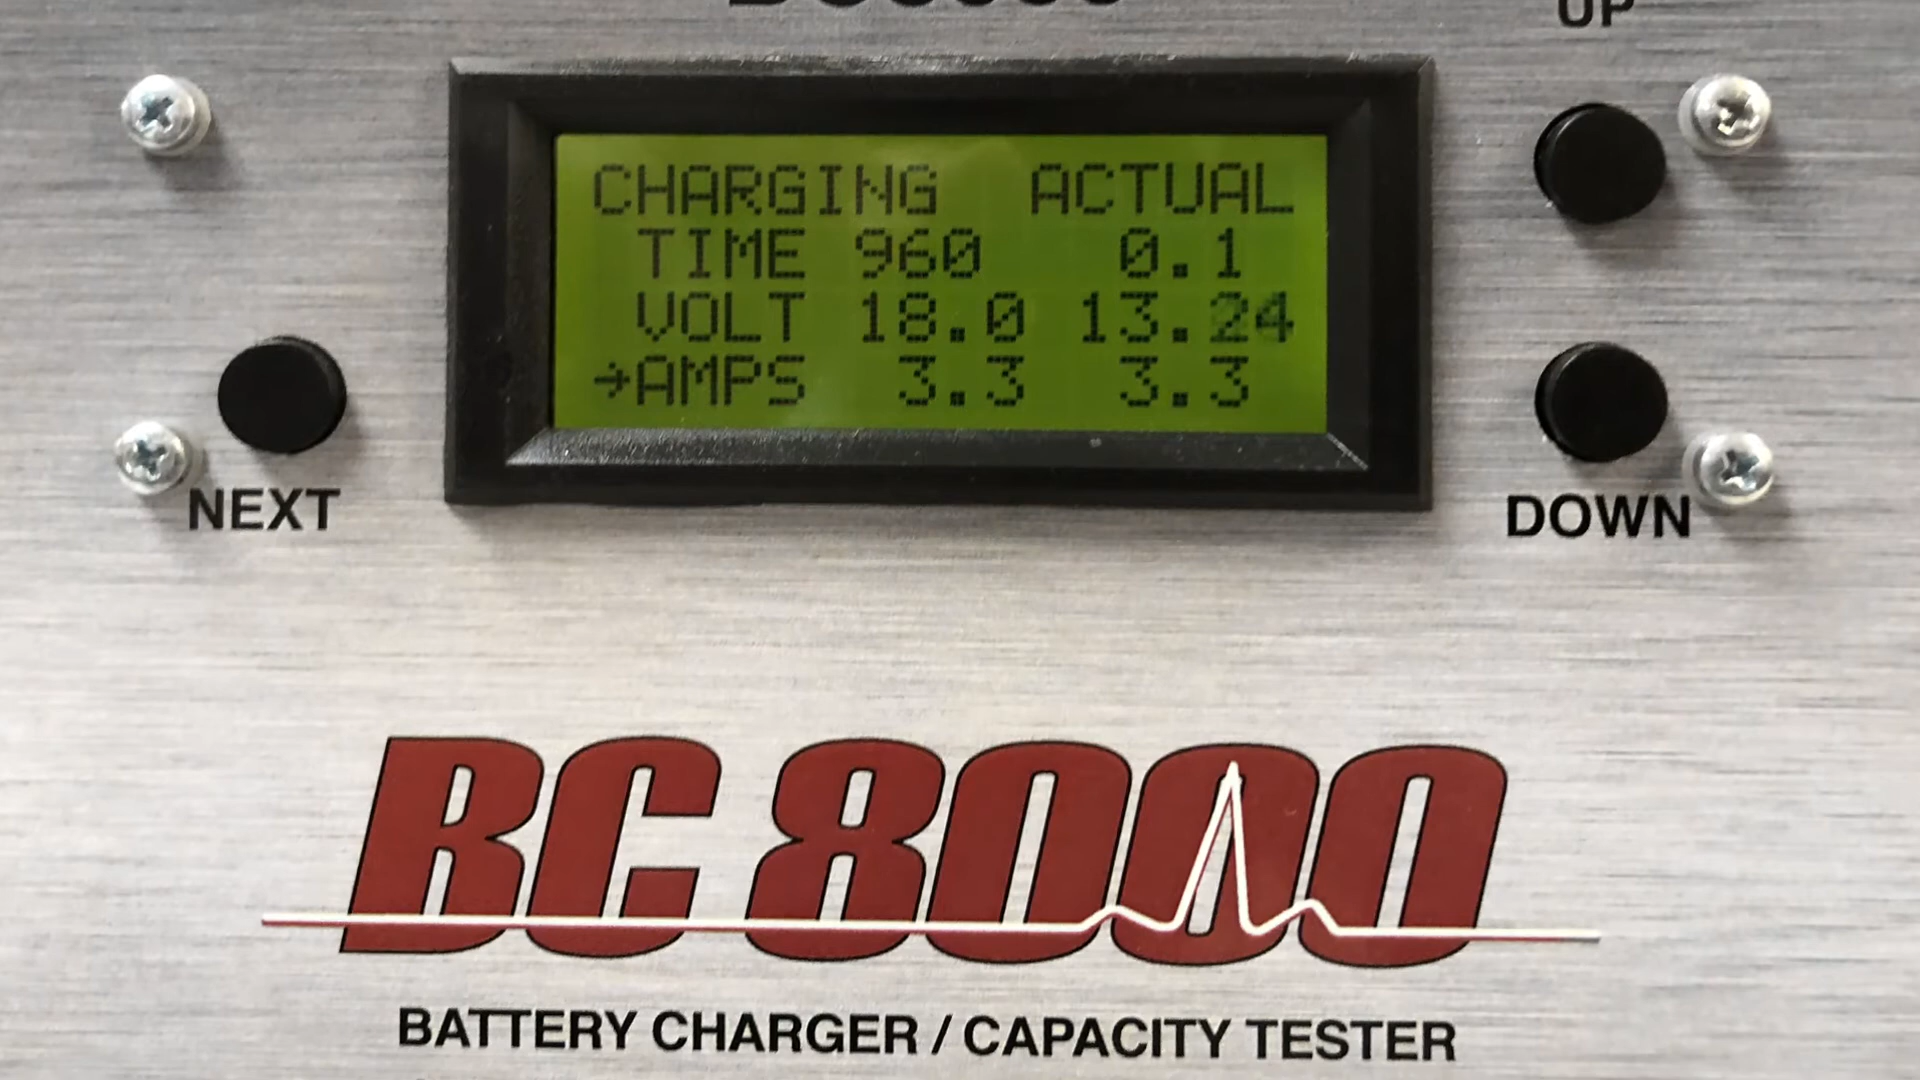 UP
CHARGING ACTUAL
TIME 960 0.1
VOLT 18.0 13.24
→AMPS 3.3 3.3
NEXT
DOWN
BC 8000
BATTERY CHARGER / CAPACITY TESTER